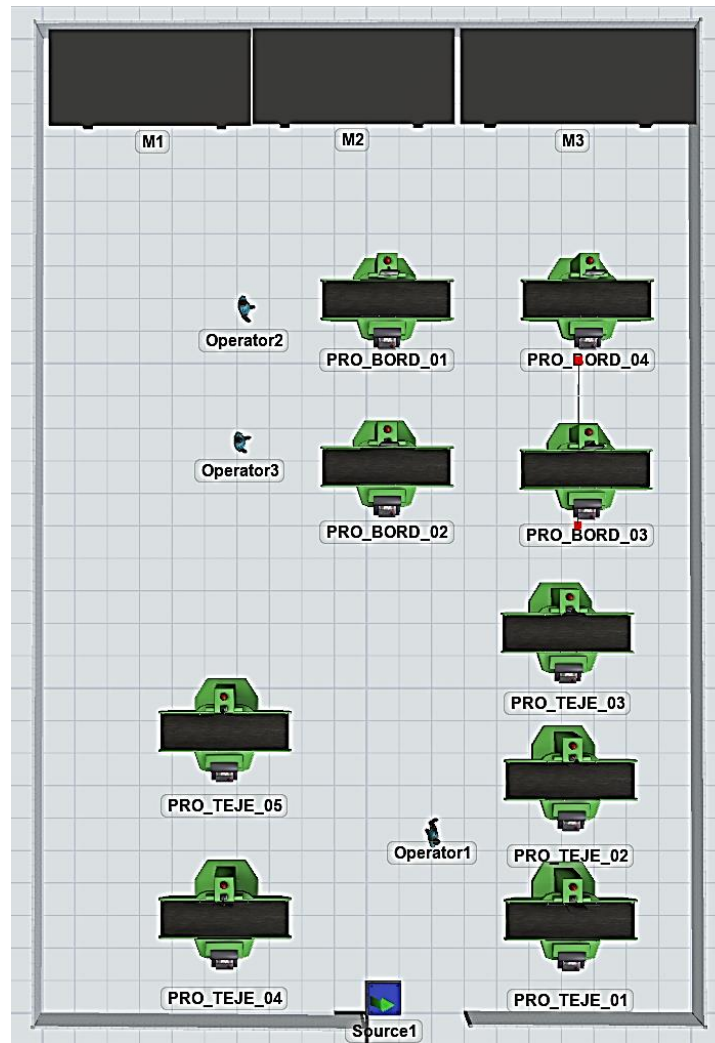 M1
M2
M3
Operator2
PRO_BORD_01
PRO_BORD_04
Operator3
PRO_BORD_02
PRO_BORD_03
PRO_TEJE_03
PRO_TEJE_05
Operator1
PRO_TEJE_02
PRO_TEJE_04
PRO_TEJE_01
Source1